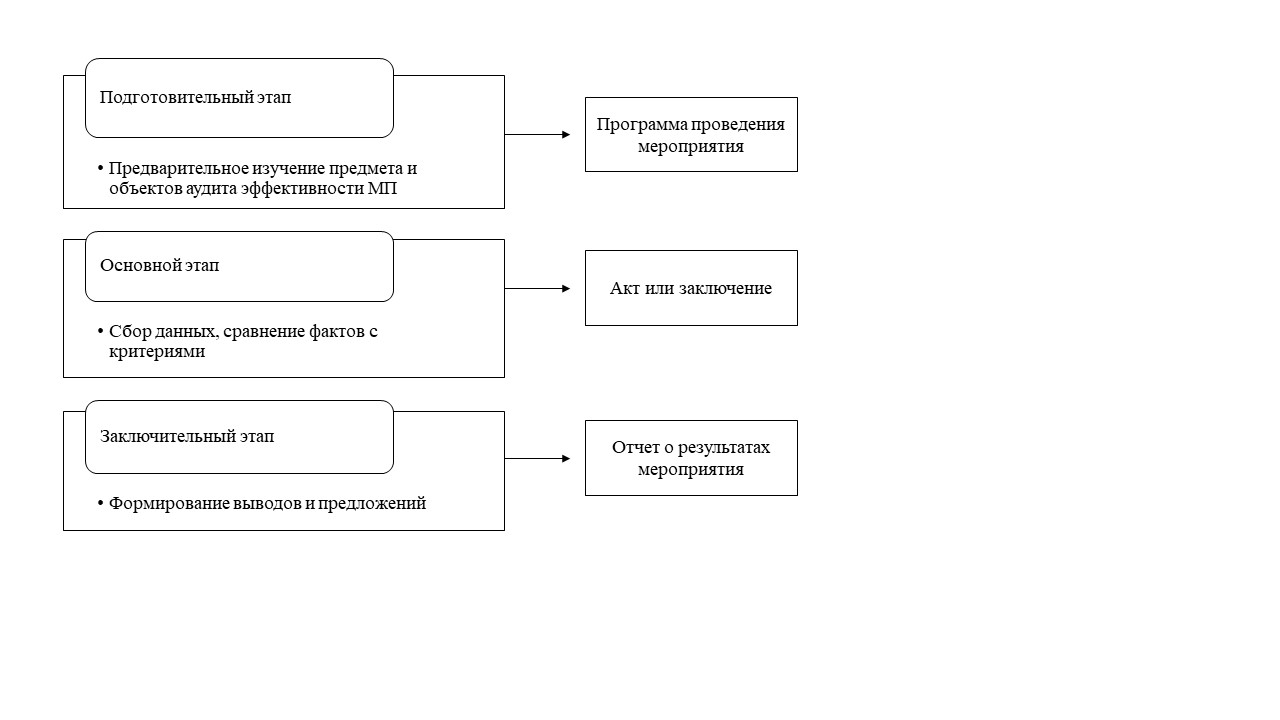 Подготовительный этап
• Предварительное изучение предмета и
объектов аудита эффективности МП
Программа проведения
мероприятия
Основной этап
• Сбор данных, сравнение фактов с
критериями
Акт или заключение
Заключительный этап
• Формирование выводов и предложений
Отчет о результатах
мероприятия